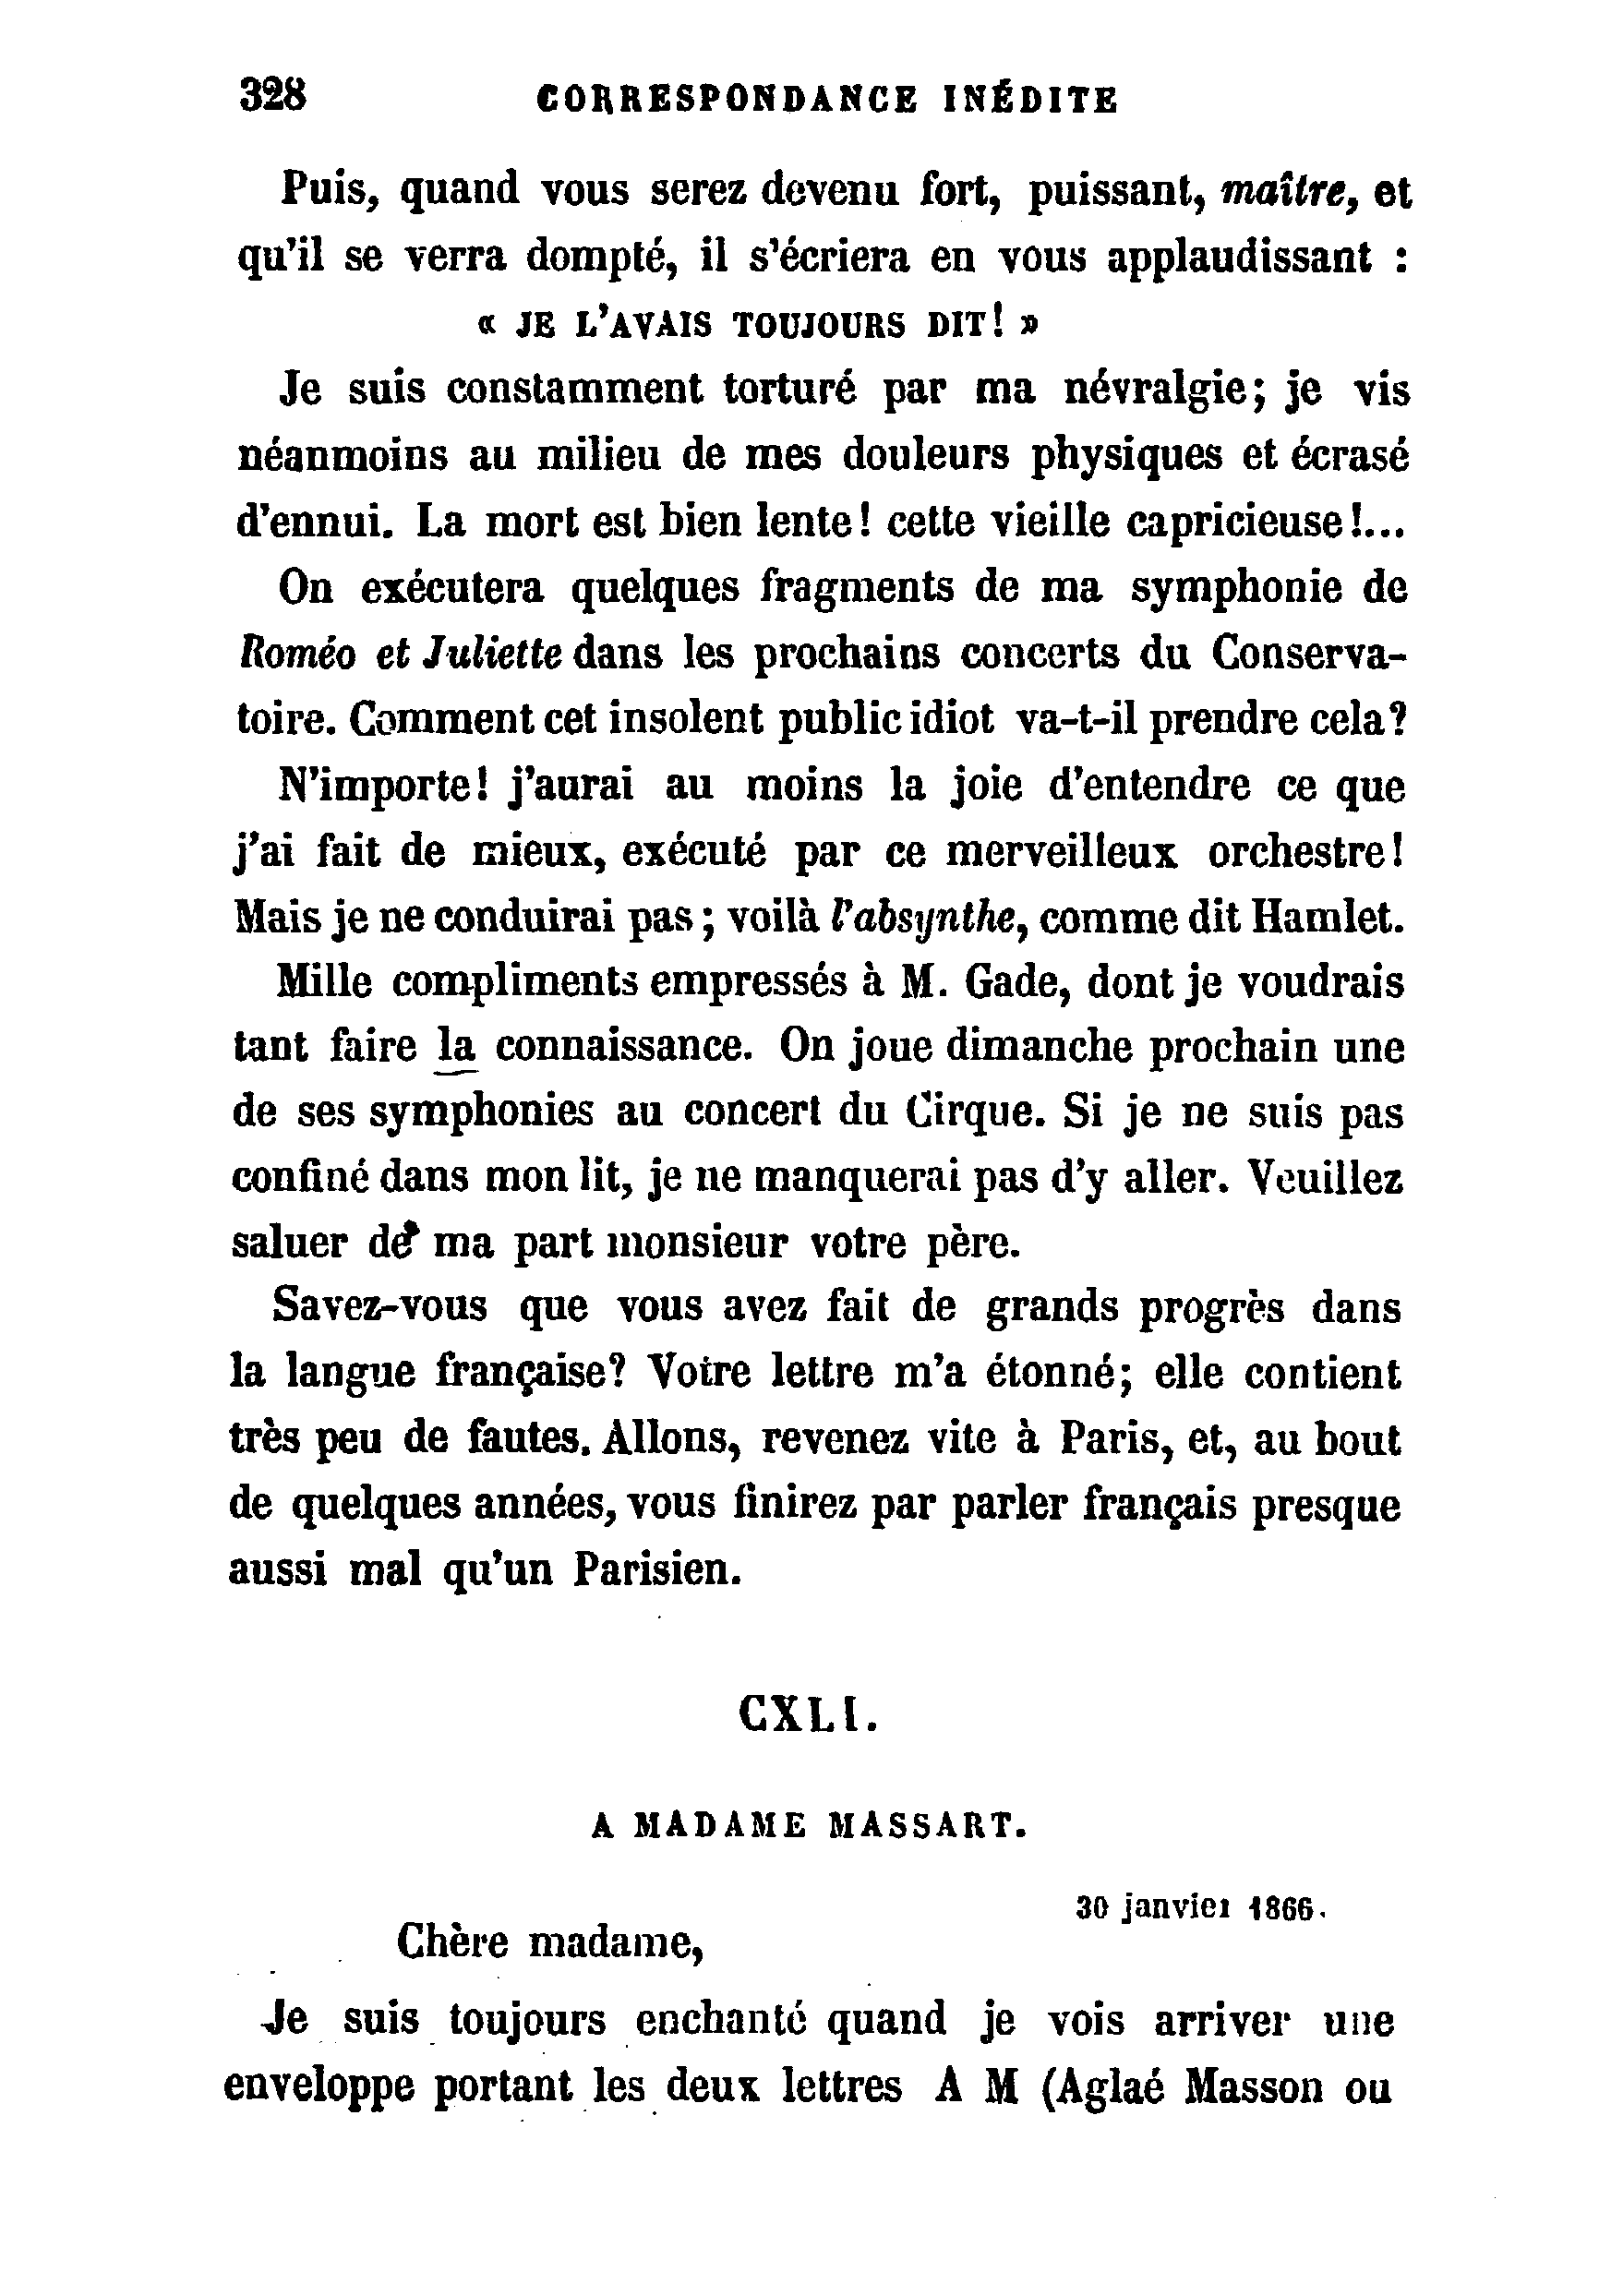 328 CORRESPONDANCE INÉDITE
Puis, quand vous serez devenu fort, puissant, maître, et
qu'il se verra dompté, il s'écriera en vous applaudissant :
« JE L'AVAIS TOUJOURS DIT! »
Je suis constamment torturé par ma névralgie; je vis
néanmoins au milieu de mes douleurs physiques et écrasé
d'ennui. La mort est bien lente! cette vieille capricieuse!...
On exécutera quelques fragments de ma symphonie de
Roméo et Juliette dans les prochains concerts du Conserva-
toire. Comment cet insolent public idiot va-t-il prendre cela?
N'importe! j'aurai au moins la joie d'entendre ce que
j'ai fait de mieux, exécuté par ce merveilleux orchestre!
Mais je ne conduirai pas; voilà l'absynthe, comme dit Hamlet.
Mille compliments empressés à M. Gade, dont je voudrais
tant faire la connaissance. On joue dimanche prochain une
de ses symphonies au concert du Cirque. Si je ne suis pas
confiné dans mon lit, je ne manquerai pas d'y aller. Veuillez
saluer de ma part monsieur votre père.
Savez-vous que vous avez fait de grands progrès dans
la langue française? Votre lettre m'a étonné; elle contient
très peu de fautes. Allons, revenez vite à Paris, et, au bout
de quelques années, vous finirez par parler français presque
aussi mal qu'un Parisien.
CXLI.
A MADAME MASSART.
30 janvier 1866.
Chère madame,
Je suis toujours enchanté quand je vois arriver une
enveloppe portant les deux lettres A M (Aglaé Masson ou